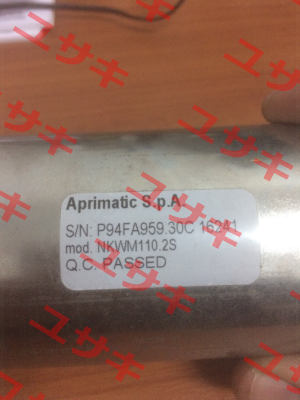 Aprimatic S.p.A.
S/N: P94FA959.30C 16241
mod. NKWM110.2S
Q.C. PASSED
ユサキ